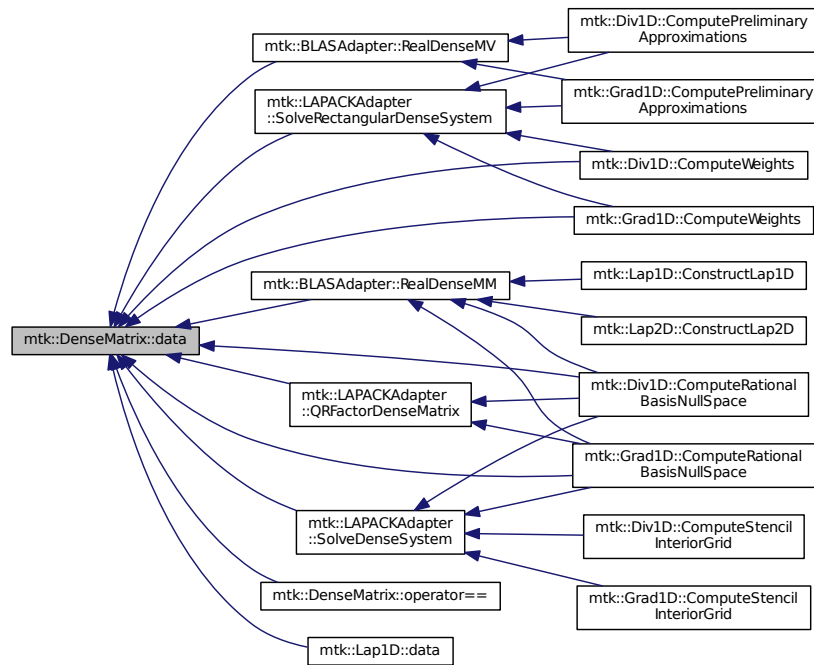 mtk::DenseMatrix::data
mtk::BLASAdapter::RealDenseMV
mtk::LAPACKAdapter
::SolveRectangularDenseSystem
mtk::BLASAdapter::RealDenseMM
mtk::LAPACKAdapter
::QRFactorDenseMatrix
mtk::LAPACKAdapter
::SolveDenseSystem
mtk::DenseMatrix::operator==
mtk::Lap1D::data
mtk::Div1D::ComputePreliminary
Approximations
mtk::Grad1D::ComputePreliminary
Approximations
mtk::Div1D::ComputeWeights
mtk::Grad1D::ComputeWeights
mtk::Lap1D::ConstructLap1D
mtk::Lap2D::ConstructLap2D
mtk::Div1D::ComputeRational
BasisNullSpace
mtk::Grad1D::ComputeRational
BasisNullSpace
mtk::Div1D::ComputeStencil
InteriorGrid
mtk::Grad1D::ComputeStencil
InteriorGrid